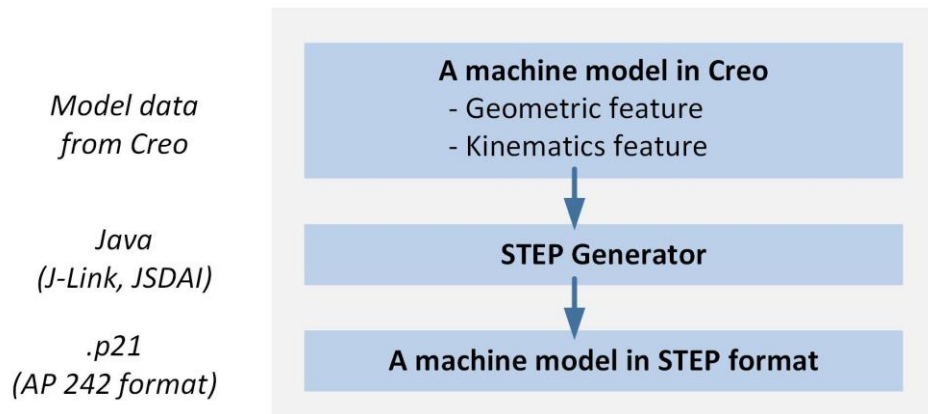 Model data
from Creo
A machine model in Creo
- Geometric feature
- Kinematics feature
Java
(J-Link, JSDAI)
STEP Generator
.p21
(AP 242 format)
A machine model in STEP format